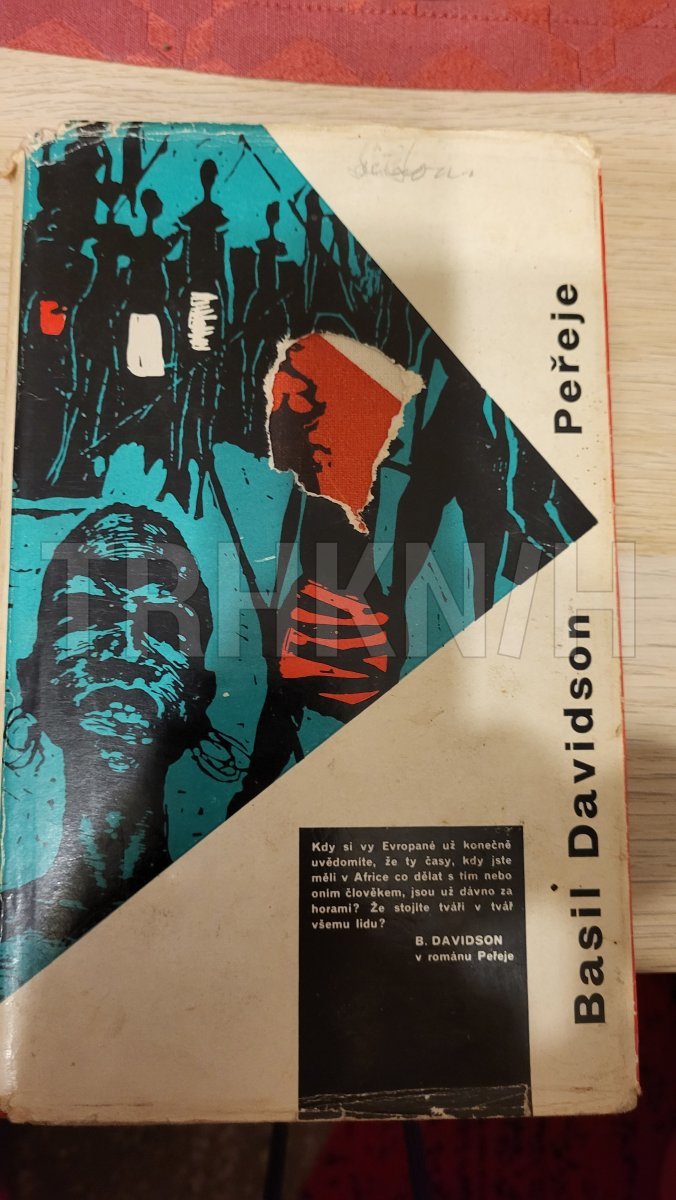 Peřeje
Basil Davidson
TRHKNIH
Kdy si vy Evropané už konečně
uvědomíte, že ty časy, kdy jste
měli v Africe co dělat s tím nebo
oním člověkem, jsou už dávno za
horami? Že stojíte tváří v tvář
všemu lidu?
B. DAVIDSON
v románu Peřeje